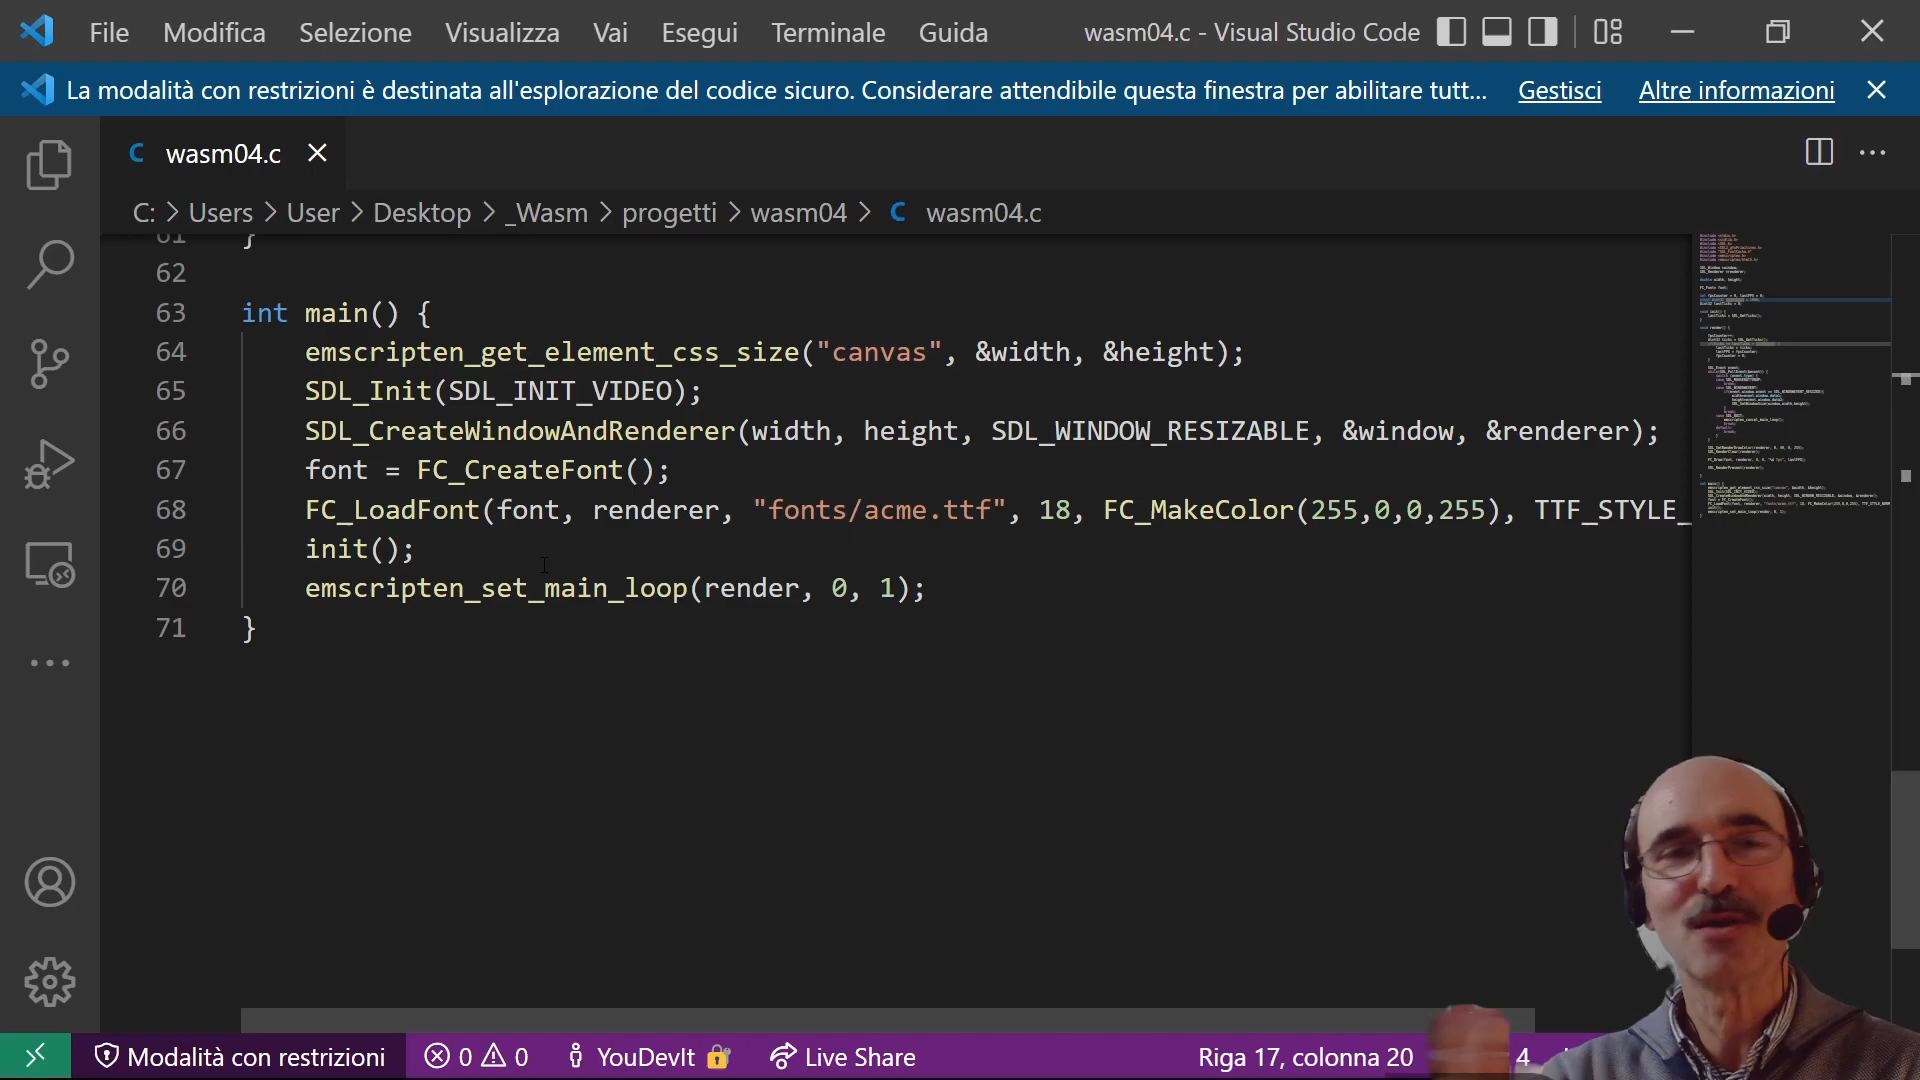 File Modifica Selezione Visualizza Vai Esegui Terminale Guida wasm04.c - Visual Studio Code
La modalità con restrizioni è destinata all'esplorazione del codice sicuro. Considerare attendibile questa finestra per abilitare tutt... Gestisci Altre informazioni
C wasm04.c
C: > Users > User > Desktop > _Wasm > progetti > wasm04 > C wasm04.c
61 }
62
63 int main() {
64 emscripten_get_element_css_size("canvas", &width, &height);
65 SDL_Init(SDL_INIT_VIDEO);
66 SDL_CreateWindowAndRenderer(width, height, SDL_WINDOW_RESIZABLE, &window, &renderer);
67 font = FC_CreateFont();
68 FC_LoadFont(font, renderer, "fonts/acme.ttf", 18, FC_MakeColor(255,0,0,255), TTF_STYLE_
69 init();
70 emscripten_set_main_loop(render, 0, 1);
71 }
Modalità con restrizioni 0 0 YouDevIt Live Share Riga 17, colonna 20 4